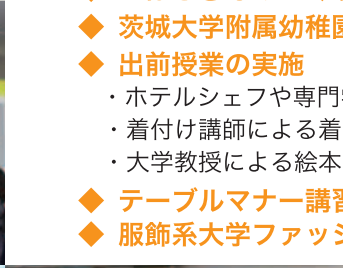 ◆ 茨城大学附属幼稚園
◆ 出前授業の実施
・ホテルシェフや専門
・着付け講師による着
・大学教授による絵本
◆ テーブルマナー講習
◆ 服飾系大学ファッシ